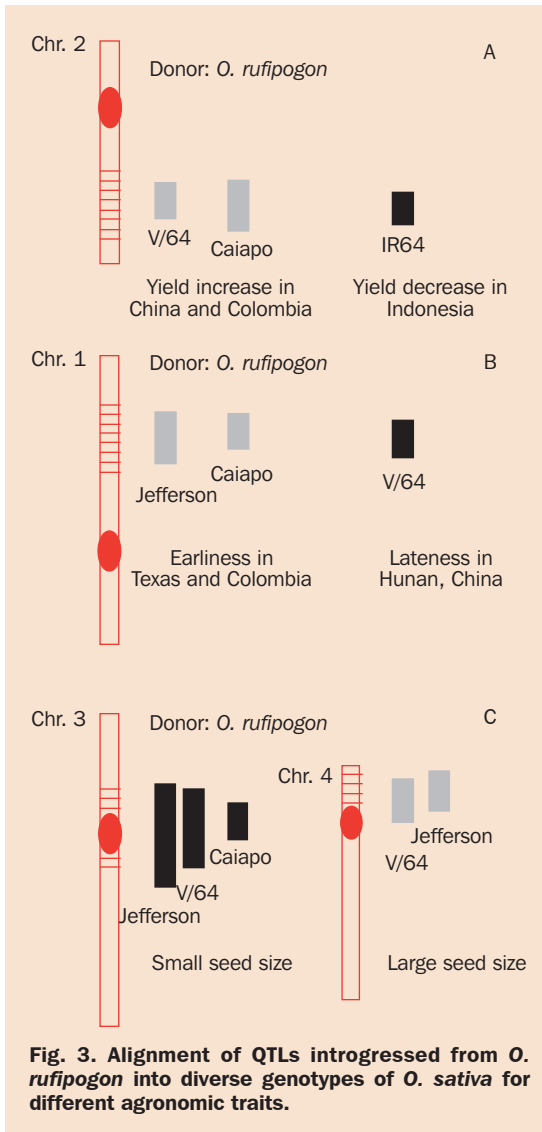 Chr. 2
Donor: O. rufipogon
A
V/64
Caiapo
IR64
Yield increase in
China and Colombia
Yield decrease in
Indonesia
Chr. 1
Donor: O. rufipogon
B
Jefferson
Caiapo
V/64
Earliness in
Texas and Colombia
Lateness in
Hunan, China
Chr. 3
Donor: O. rufipogon
C
Chr. 4
Caiapo
V/64
Jefferson
Jefferson
V/64
Small seed size
Large seed size
Fig. 3. Alignment of QTLs introgressed from O.
rufipogon into diverse genotypes of O. sativa for
different agronomic traits.